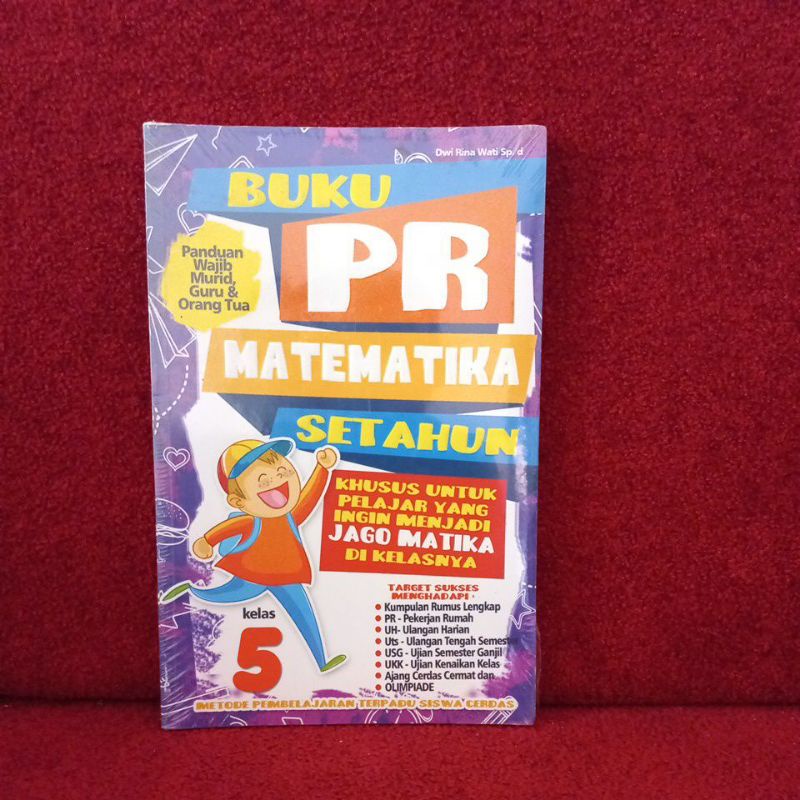 Dwi Rina Wati Sp.d
BUKU
PR
MATEMATIKA
SETAHUN
Panduan
Wajib
Murid,
Guru &
Orang Tua
KHUSUS UNTUK
PELAJAR YANG
INGIN MENJADI
JAGO MATIKA
DI KELASNYA
TARGET SUKSES
MENGHADAPI :
• Kumpulan Rumus Lengkap
• PR - Pekerjan Rumah
• UH- Ulangan Harian
• Uts - Ulangan Tengah Semester
• USG - Ujian Semester Ganjil
• UKK - Ujian Kenaikan Kelas
• Ajang Cerdas Cermat dan
• OLIMPIADE
kelas
5
METODE PEMBELAJARAN TERPADU SISWA CERDAS